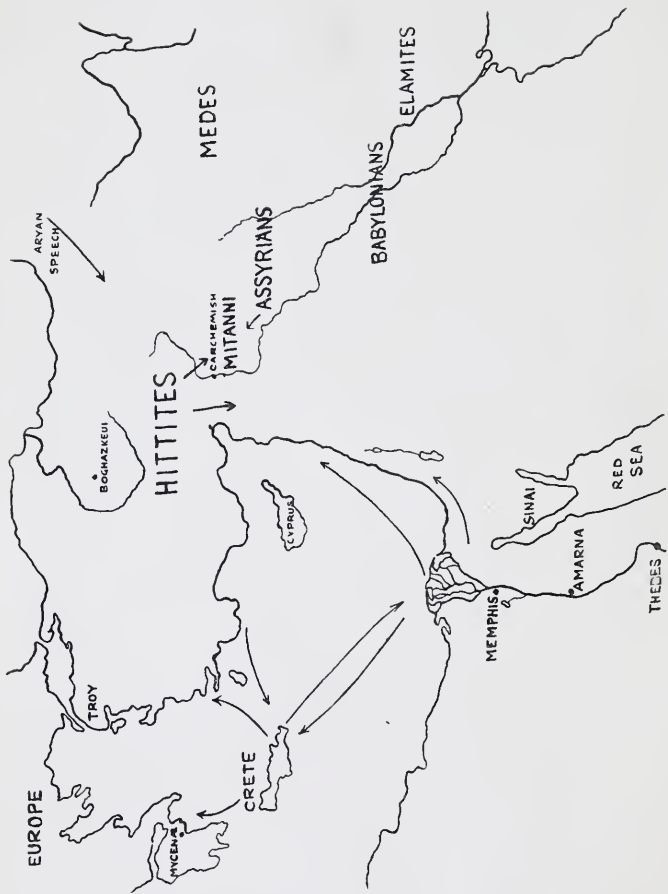 EUROPE
TROY
MYCENÆ
CRETE
ARYAN
SPEECH
BOGHAZKEUI
HITTITES
CARCHEMISH
MITANNI
ASSYRIANS
MEDES
BABYLONIANS
ELAMITES
CYPRUS
SINAI
RED
SEA
MEMPHIS
AMARNA
THEDES